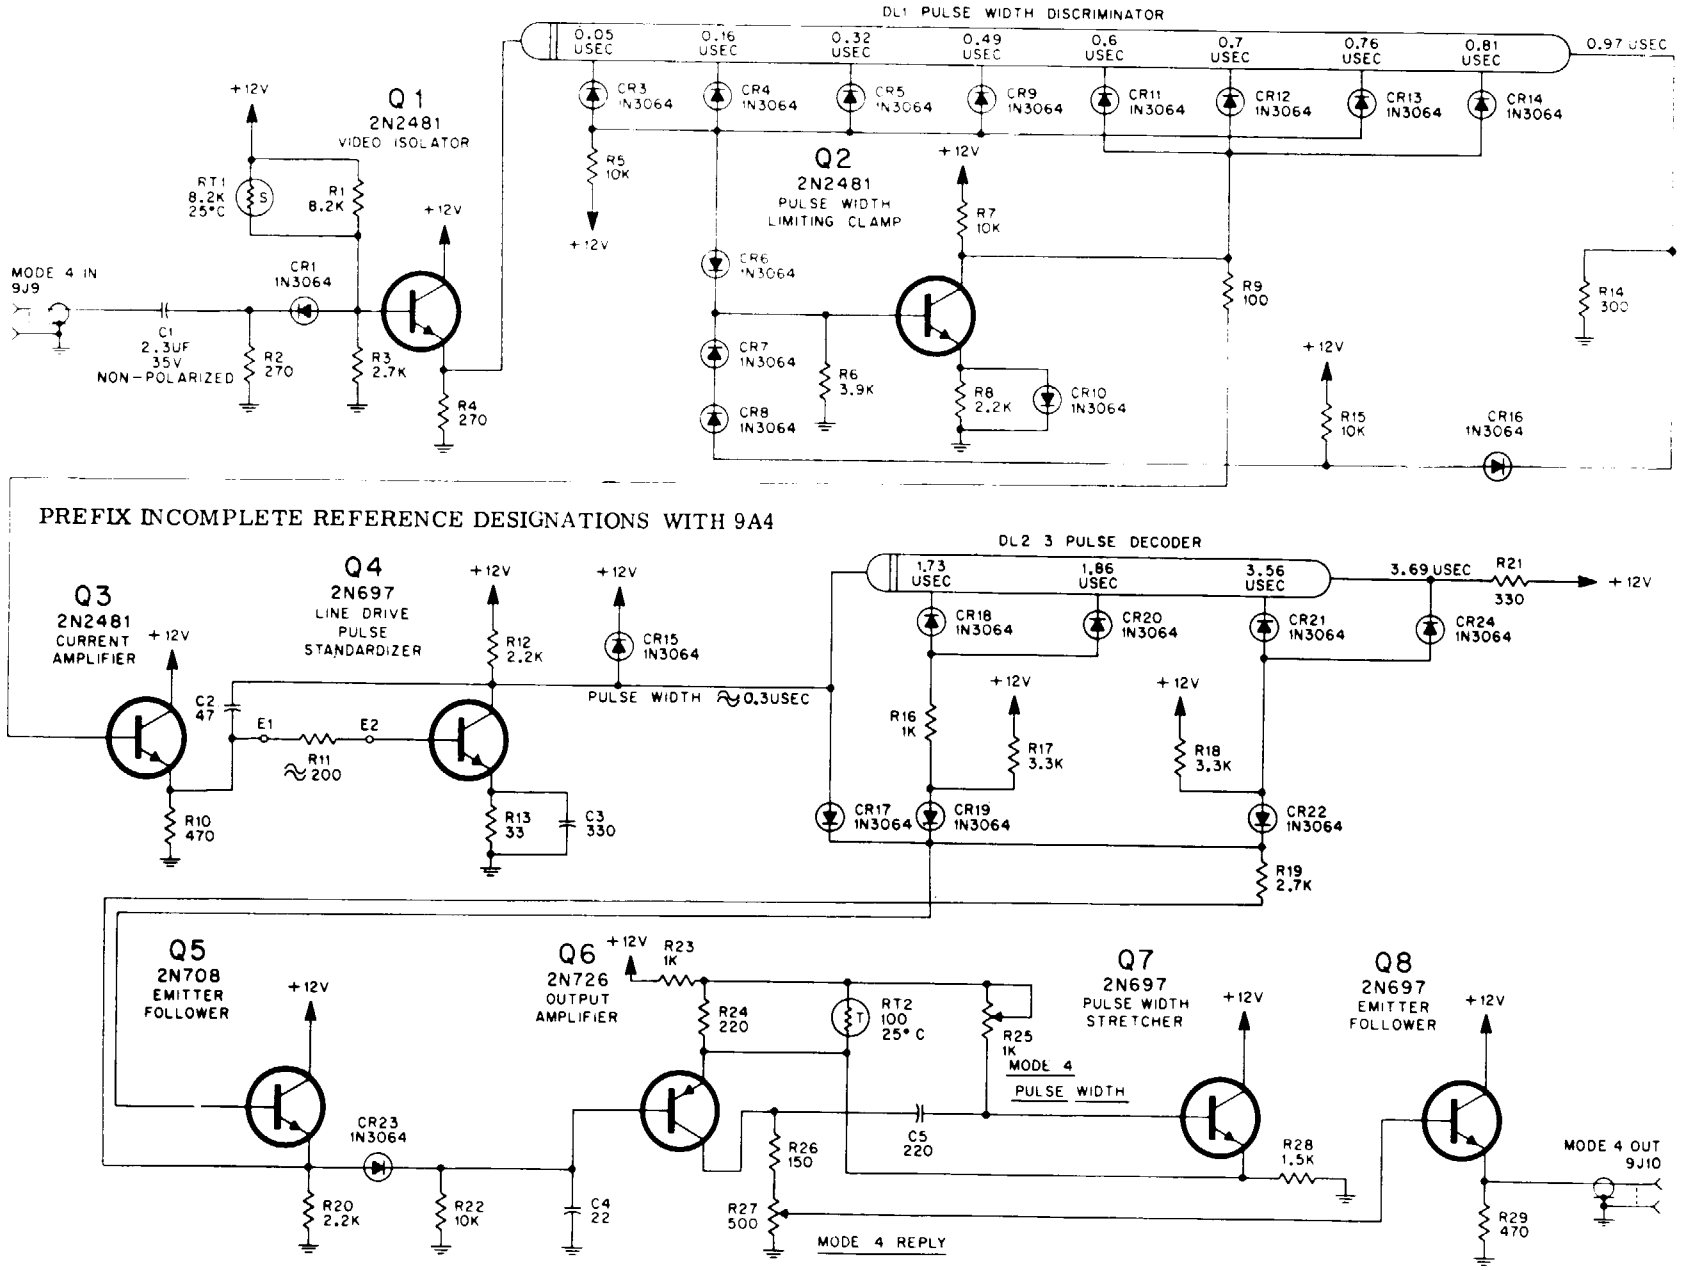 DL1 PULSE WIDTH DISCRIMINATOR
0.05
USEC
0.16
USEC
0.32
USEC
0.49
USEC
0.6
USEC
0.7
USEC
0.76
USEC
0.81
USEC
0.97 USEC
CR3
1N3064
CR4
1N3064
CR5
1N3064
CR9
1N3064
CR11
1N3064
CR12
1N3064
CR13
1N3064
CR14
1N3064
+12V
Q1
2N2481
VIDEO ISOLATOR
RT1
8.2K
25°C
S
R1
8.2K
+12V
R5
10K
+12V
Q2
2N2481
PULSE WIDTH
LIMITING CLAMP
+12V
R7
10K
MODE 4 IN
9J9
CR1
1N3064
C1
2.3UF
35V
NON-POLARIZED
R2
270
R3
2.7K
R4
270
CR6
1N3064
CR7
1N3064
CR8
1N3064
R6
3.9K
R8
2.2K
CR10
1N3064
R9
100
R14
300
+12V
R15
10K
CR16
1N3064
PREFIX INCOMPLETE REFERENCE DESIGNATIONS WITH 9A4
Q3
2N2481
CURRENT
AMPLIFIER
+12V
Q4
2N697
LINE DRIVE
PULSE
STANDARDIZER
+12V
R12
2.2K
+12V
CR15
1N3064
PULSE WIDTH ≈ 0.3USEC
C2
47
E1
E2
R11
≈ 200
R10
470
R13
33
C3
330
DL2 3 PULSE DECODER
1.73
USEC
1.86
USEC
3.56
USEC
3.69 USEC
R21
330
+12V
CR18
1N3064
CR20
1N3064
CR21
1N3064
CR24
1N3064
R16
1K
+12V
R17
3.3K
+12V
R18
3.3K
CR17
1N3064
CR19
1N3064
CR22
1N3064
R19
2.7K
Q5
2N708
EMITTER
FOLLOWER
+12V
Q6
2N726
OUTPUT
AMPLIFIER
+12V
R23
1K
R24
220
RT2
100
25°C
T
R25
1K
MODE 4
PULSE WIDTH
Q7
2N697
PULSE WIDTH
STRETCHER
+12V
Q8
2N697
EMITTER
FOLLOWER
+12V
CR23
1N3064
R20
2.2K
R22
10K
C4
22
R26
150
R27
500
MODE 4 REPLY
C5
220
R28
1.5K
MODE 4 OUT
9J10
R29
470